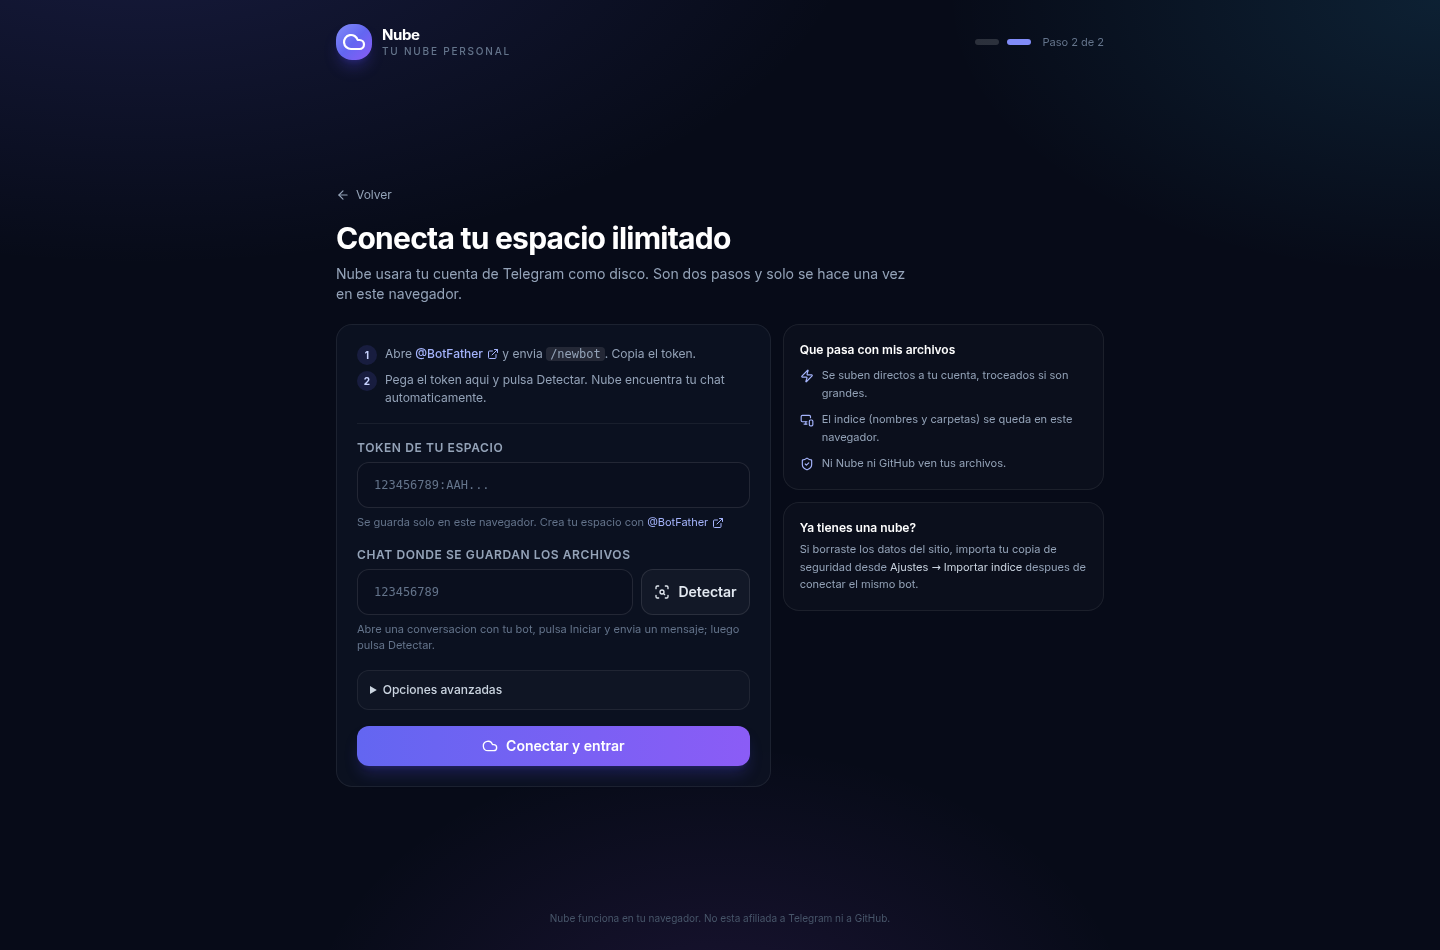 Nube
TU NUBE PERSONAL
Paso 2 de 2
Volver
Conecta tu espacio ilimitado
Nube usara tu cuenta de Telegram como disco. Son dos pasos y solo se hace una vez
en este navegador.
1 Abre @BotFather y envia /newbot. Copia el token.
2 Pega el token aqui y pulsa Detectar. Nube encuentra tu chat
automaticamente.
TOKEN DE TU ESPACIO
123456789:AAH...
Se guarda solo en este navegador. Crea tu espacio con @BotFather
CHAT DONDE SE GUARDAN LOS ARCHIVOS
123456789
Detectar
Abre una conversacion con tu bot, pulsa Iniciar y envia un mensaje; luego
pulsa Detectar.
Opciones avanzadas
Conectar y entrar
Que pasa con mis archivos
Se suben directos a tu cuenta, troceados si son
grandes.
El indice (nombres y carpetas) se queda en este
navegador.
Ni Nube ni GitHub ven tus archivos.
Ya tienes una nube?
Si borraste los datos del sitio, importa tu copia de
seguridad desde Ajustes → Importar indice despues de
conectar el mismo bot.
Nube funciona en tu navegador. No esta afiliada a Telegram ni a GitHub.